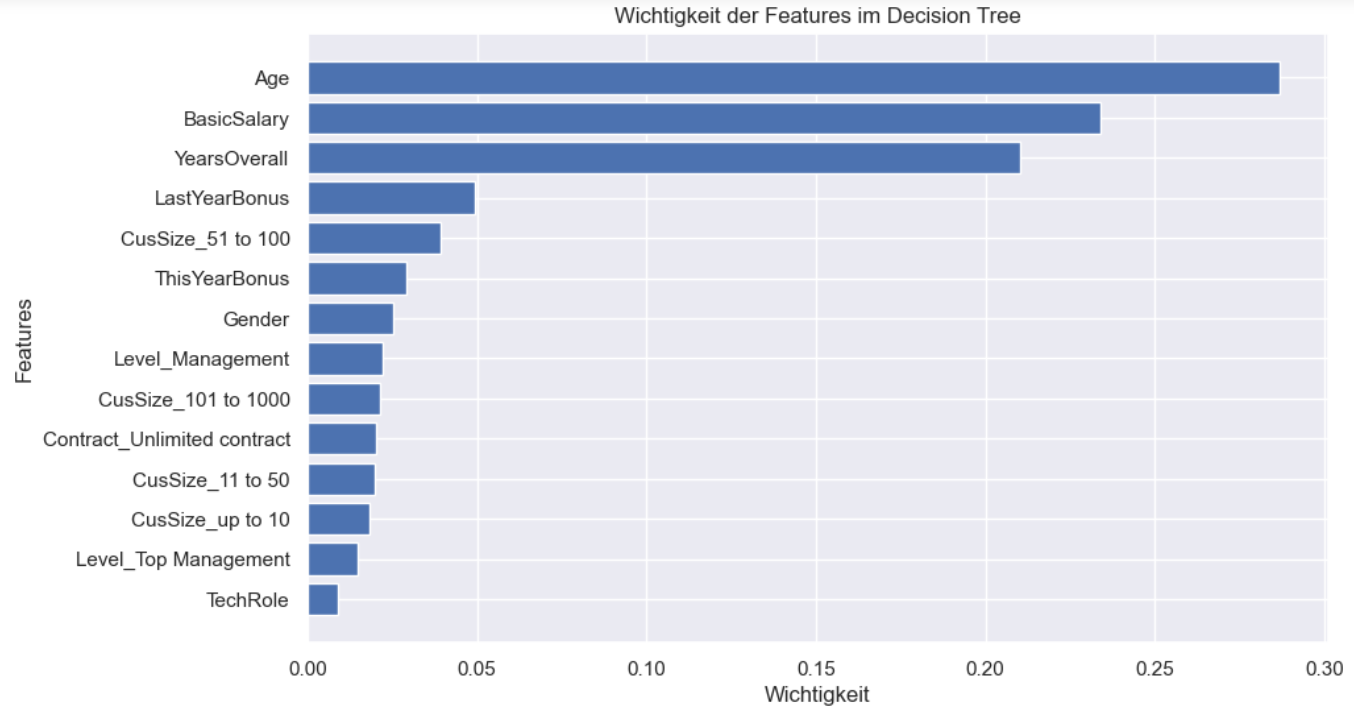 Wichtigkeit der Features im Decision Tree
Features
Age
BasicSalary
YearsOverall
LastYearBonus
CusSize_51 to 100
ThisYearBonus
Gender
Level_Management
CusSize_101 to 1000
Contract_Unlimited contract
CusSize_11 to 50
CusSize_up to 10
Level_Top Management
TechRole
0.00 0.05 0.10 0.15 0.20 0.25 0.30
Wichtigkeit